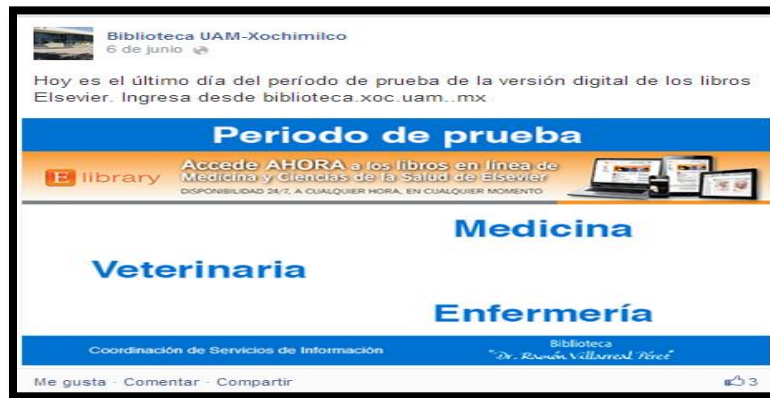 Biblioteca UAM-Xochimilco
6 de junio
Hoy es el último día del período de prueba de la versión digital de los libros
Elsevier. Ingresa desde biblioteca.xoc.uam..mx
Periodo de prueba
E library
Accede AHORA a los libros en línea de
Medicina y Ciencias de la Salud de Elsevier
DISPONIBILIDAD 24/7, A CUALQUIER HORA, EN CUALQUIER MOMENTO
Medicina
Veterinaria
Enfermería
Coordinación de Servicios de Información
Biblioteca
"Dr. Ramón Villarreal Pérez"
Me gusta · Comentar · Compartir
3